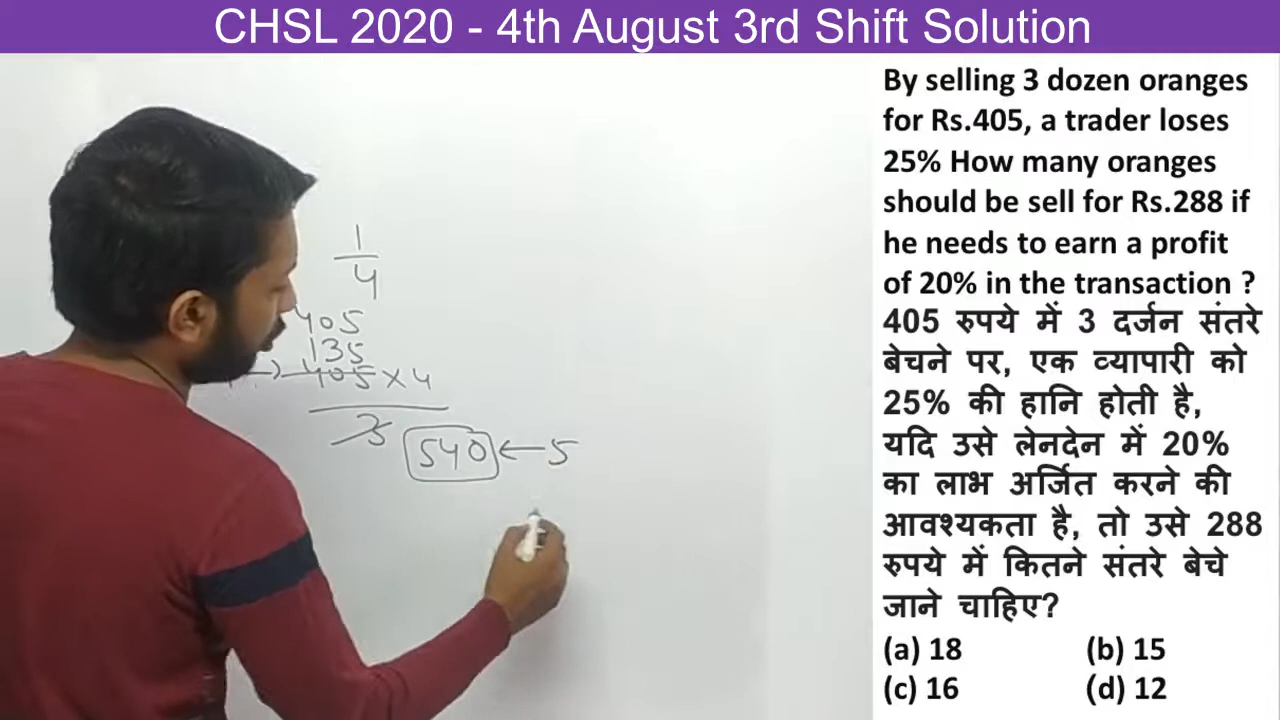 CHSL 2020 - 4th August 3rd Shift Solution
By selling 3 dozen oranges
for Rs.405, a trader loses
25% How many oranges
should be sell for Rs.288 if
he needs to earn a profit
of 20% in the transaction ?
405 रुपये में 3 दर्जन संतरे
बेचने पर, एक व्यापारी को
25% की हानि होती है,
यदि उसे लेनदेन में 20%
का लाभ अर्जित करने की
आवश्यकता है, तो उसे 288
रुपये में कितने संतरे बेचे
जाने चाहिए?
(a) 18 (b) 15
(c) 16 (d) 12
1
4
405
135
405 × 4
3
540 ← 5